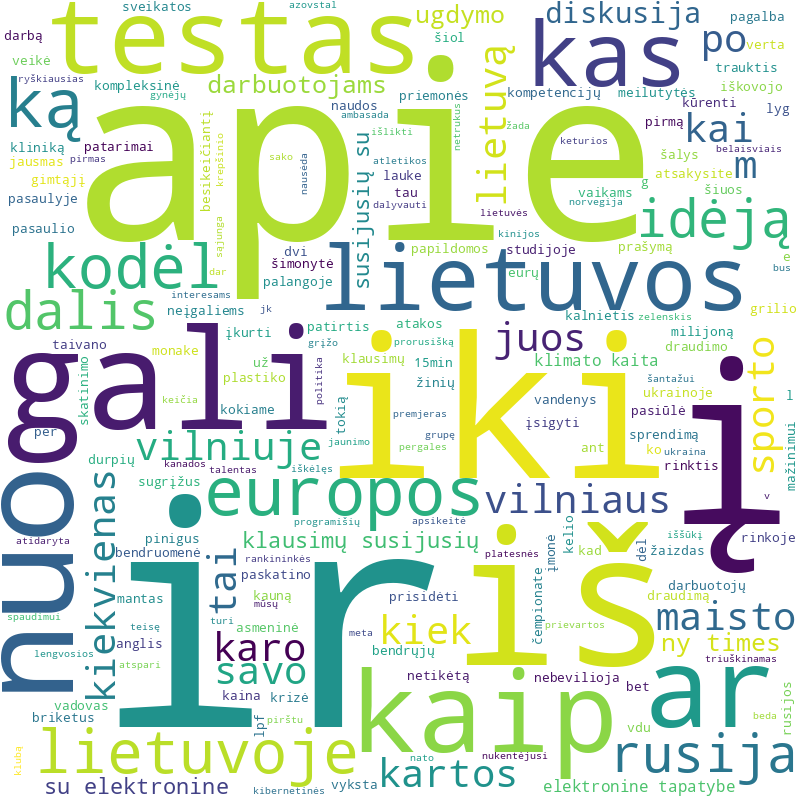 sveikatos
azovstal
ugdymo
diskusija
pagalba
testas
darbą
šiol
kas
po
verta
veikė
ryškiausias
kompleksinė
darbuotojams
lietuvą
trauktis
iškovojo
ką
gynėjų
naudos
priemonės
kompetencijų
meilutytės
kūrenti
lyg
apie
ambasada
išlikti
netrukus
žada
pirmą
kai
kliniką
patarimai
besikeičiantį
krepšinio
keturios
belaisviais
jausmas
pirmas
sako
atletikos
šalys
atsakysite
m
gimtąjį
nausėda
lauke
tau
vaikams
g
šiuos
pasaulyje
dalyvauti
norvegija
idėją
pasaulio
sąjunga
susijusių su
lietuvės
kinijos
kodėl
dar
dvi
papildomos
studijoje
prašymą
e
šimonytė
eurų
bus
lietuvos
palangoje
neįgaliems
jk
interesams
kalnietis
zelenskis
dalis
patirtis
atakos
grilio
įkurti
juos
milijoną
taivano
grįžo
prorusišką
draudimo
gali
monake
už
klausimų
15min
klimato kaita
sporto
skatinimo
plastiko
politika
žinių
šantažui
iki
vandenys
ukrainoje
į
l
keičia
kokiame
tokią
premjeras
įsigyti
pasiūlė
per
jaunimo
grupę
sprendimą
vilniuje
pergales
ant
ko
ukraina
mažinimui
durpių
kanados
talentas
iškėlęs
rinktis
nuo
sugrįžus
europos
vilniaus
v
kiekvienas
programišių
apsikeitė
iššūkį
atidaryta
pinigus
klausimų susijusių
kelio
dėl
rinkoje
bendruomenė
tai
platesnės
įmonė
kad
žaizdas
ir
iš
rankininkės
paskatino
čempionate
darbuotojų
mantas
kauną
prisidėti
draudimą
spaudimui
mūsų
prievartos
teisę
turi
asmeninė
maisto
anglis
karo
meta
kiek
ny times
lengvosios
bendrųjų
triuškinamas
atspari
savo
netikėtą
nebevilioja
bet
ar
kaina
krizė
kaip
rusijos
vadovas
pirštu
lpf
beda
briketus
vdu
lietuvoje
nato
nukentėjusi
rusija
klubą
kartos
su elektronine
kibernetinės
vyksta
elektronine tapatybe